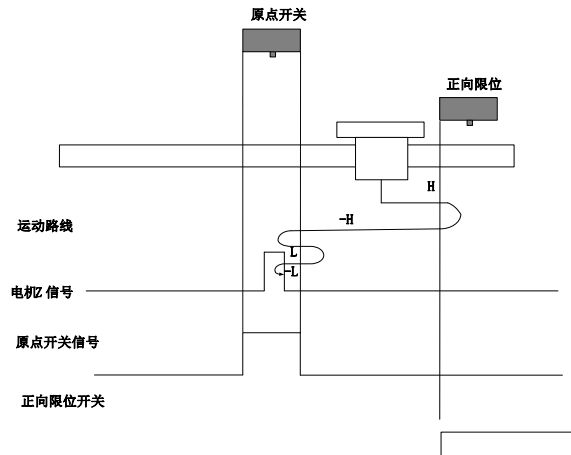 原点开关
正向限位
H
-H
运动路线
L
-L
电机Z 信号
原点开关信号
正向限位开关